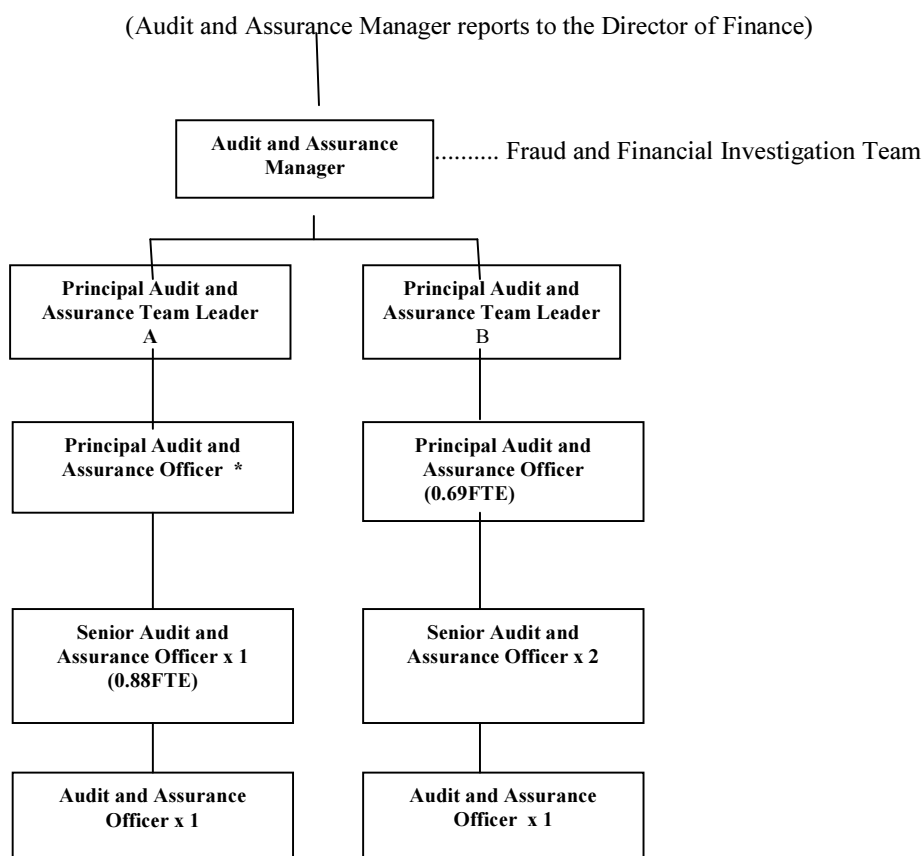 (Audit and Assurance Manager reports to the Director of Finance)
Audit and Assurance
Manager
.......... Fraud and Financial Investigation Team
Principal Audit and
Assurance Team Leader
A
Principal Audit and
Assurance Team Leader
B
Principal Audit and
Assurance Officer *
Principal Audit and
Assurance Officer
(0.69FTE)
Senior Audit and
Assurance Officer x 1
(0.88FTE)
Senior Audit and
Assurance Officer x 2
Audit and Assurance
Officer x 1
Audit and Assurance
Officer x 1